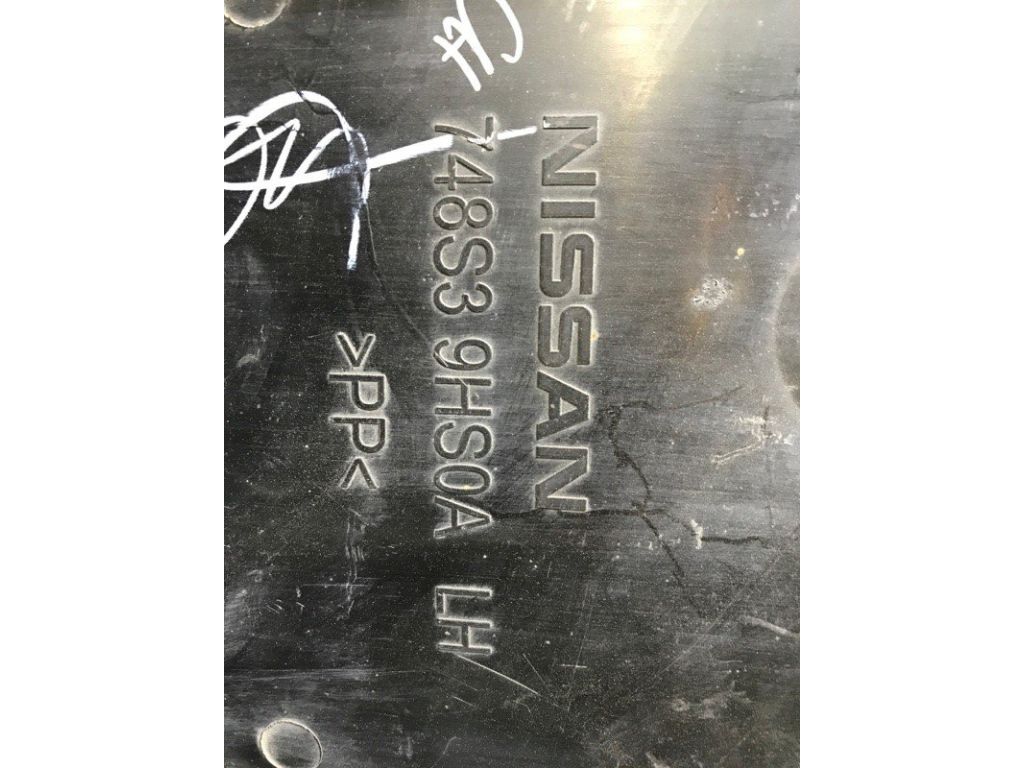 NISSAN
748S3 9HS0A LH
>PP<